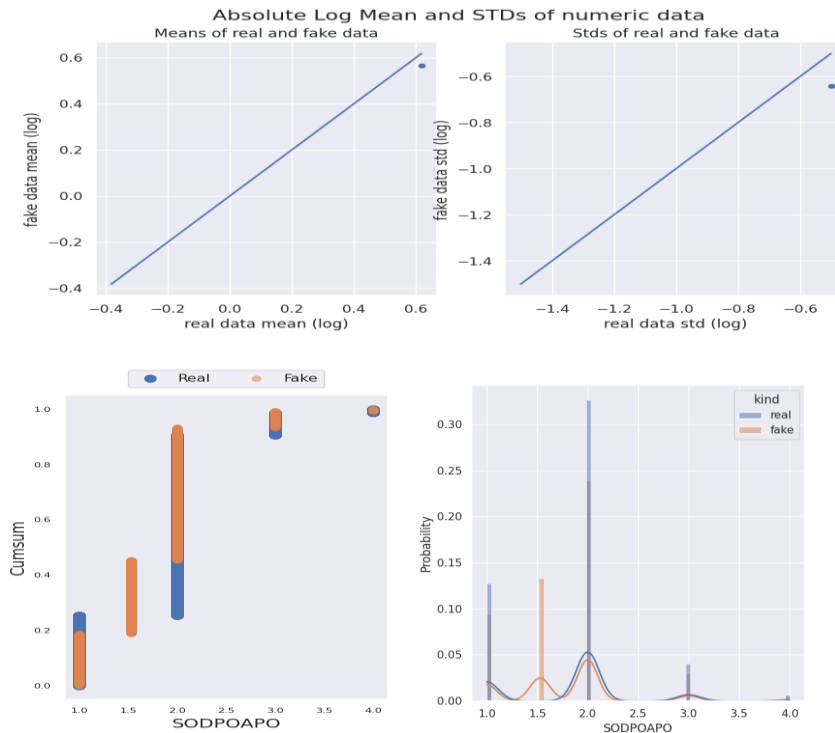 Absolute Log Mean and STDs of numeric data
Means of real and fake data
Stds of real and fake data
fake data mean (log)
0.6
0.4
0.2
0.0
−0.2
−0.4
−0.4 −0.2 0.0 0.2 0.4 0.6
real data mean (log)
fake data std (log)
−0.6
−0.8
−1.0
−1.2
−1.4
−1.4 −1.2 −1.0 −0.8 −0.6
real data std (log)
Real Fake
Cumsum
1.0
0.8
0.6
0.4
0.2
0.0
1.0 1.5 2.0 2.5 3.0 3.5 4.0
SODPOAPO
kind
real
fake
Probability
0.30
0.25
0.20
0.15
0.10
0.05
0.00
1.0 1.5 2.0 2.5 3.0 3.5 4.0
SODPOAPO